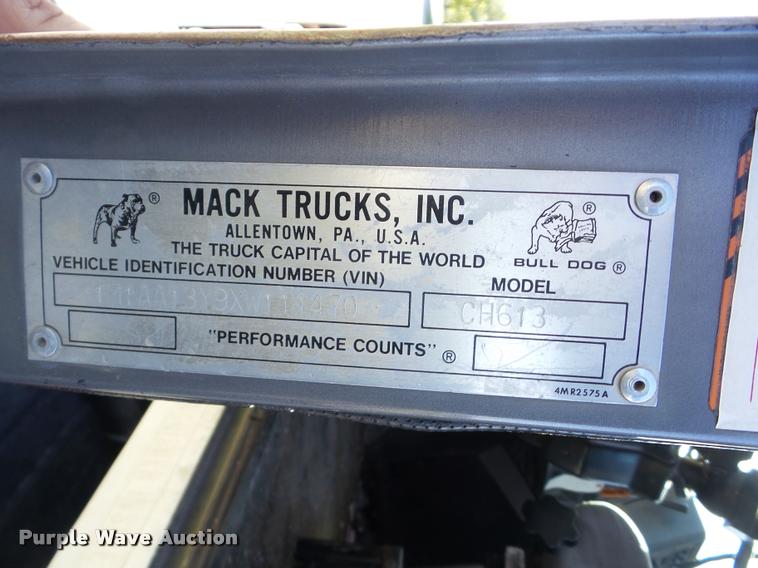 MACK TRUCKS, INC.
ALLENTOWN, PA., U.S.A.
THE TRUCK CAPITAL OF THE WORLD
BULL DOG ®
VEHICLE IDENTIFICATION NUMBER (VIN)
MODEL
CH613
"PERFORMANCE COUNTS" ®
4MR2575A
Purple Wave Auction